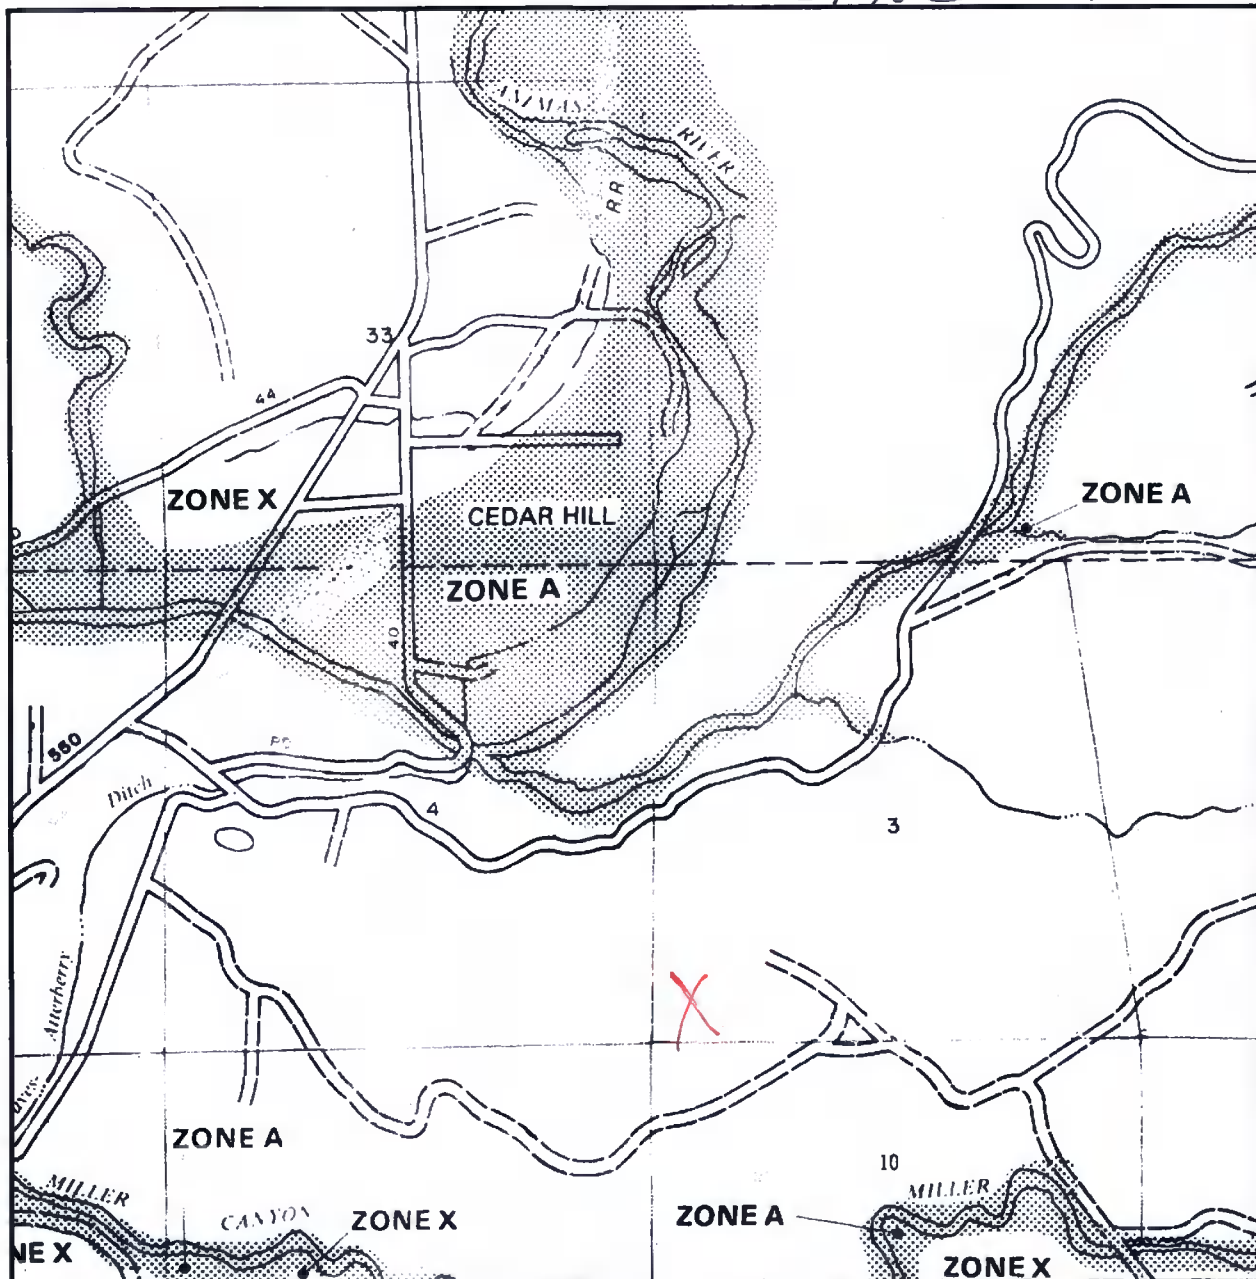 ANIMAS
RIVER
RR
33
44
ZONE X
ZONE A
CEDAR HILL
ZONE A
40
550
Ditch
4
3
Atterberry
X
ZONE A
10
MILLER
MILLER
CANYON
ZONE X
ZONE A
NE X
ZONE X